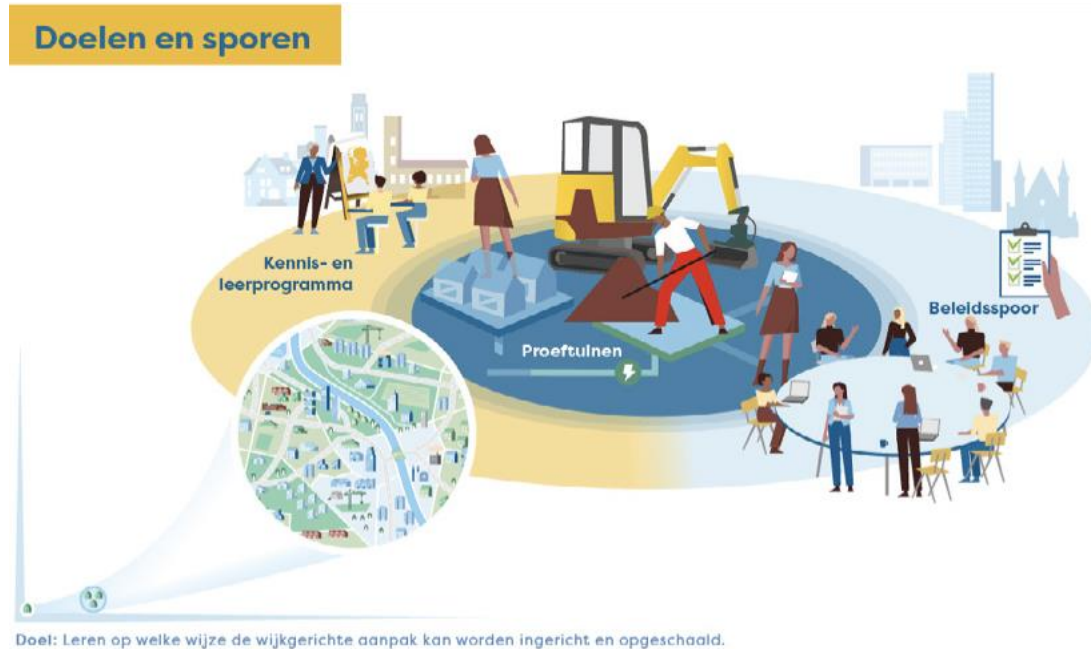 Doelen en sporen
Kennis- en
leerprogramma
Beleidsspoor
Proeftuinen
Doel: Leren op welke wijze de wijkgerichte aanpak kan worden ingericht en opgeschaald.